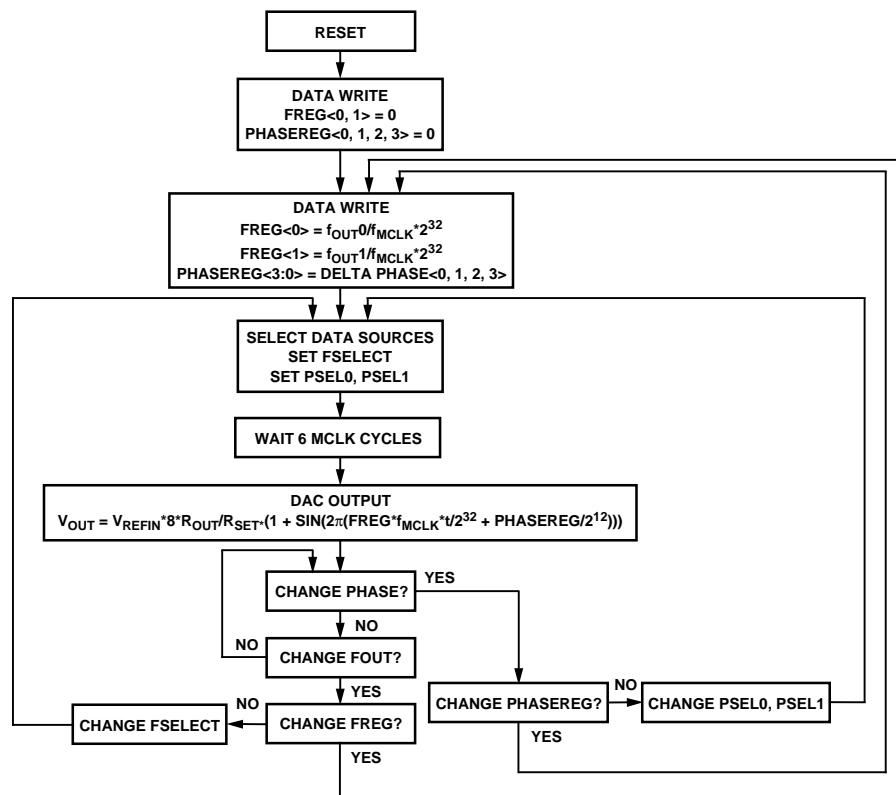 RESET
DATA WRITE
FREG<0, 1> = 0
PHASEREG<0, 1, 2, 3> = 0
DATA WRITE
FREG<0> = fOUT0/fMCLK*2^32
FREG<1> = fOUT1/fMCLK*2^32
PHASEREG<3:0> = DELTA PHASE<0, 1, 2, 3>
SELECT DATA SOURCES
SET FSELECT
SET PSEL0, PSEL1
WAIT 6 MCLK CYCLES
DAC OUTPUT
VOUT = VREFIN*8*ROUT/RSET*(1 + SIN(2π(FREG*fMCLK*t/2^32 + PHASEREG/2^12)))
CHANGE PHASE?
YES
NO
NO
CHANGE FOUT?
YES
CHANGE PHASEREG?
NO
CHANGE PSEL0, PSEL1
YES
CHANGE FSELECT
NO
CHANGE FREG?
YES